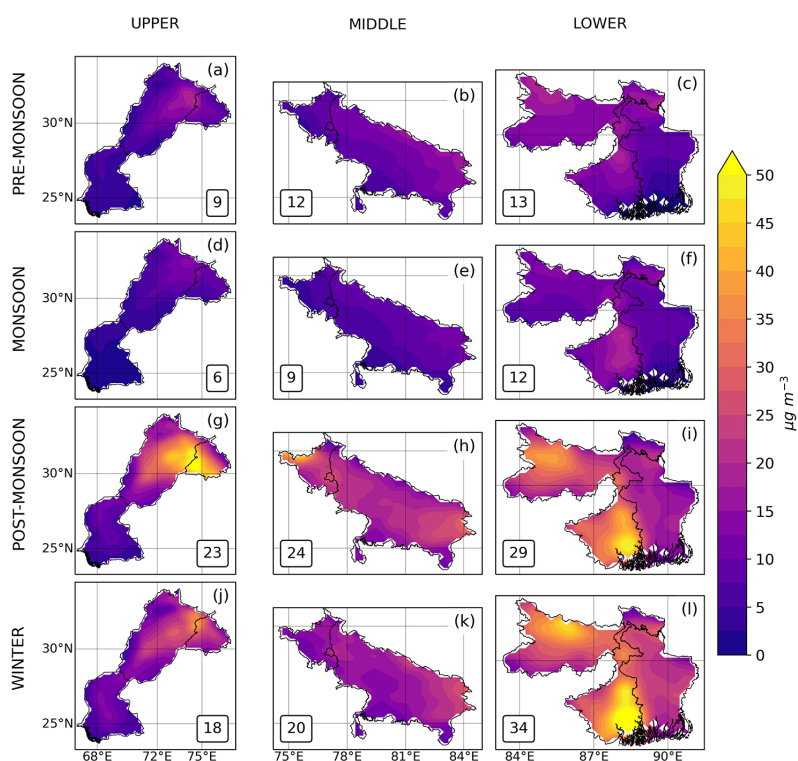 UPPER MIDDLE LOWER
PRE-MONSOON
(a) (b) (c)
30°N
25°N
9 12 13
MONSOON
(d) (e) (f)
30°N
25°N
6 9 12
POST-MONSOON
(g) (h) (i)
30°N
25°N
23 24 29
WINTER
(j) (k) (l)
30°N
25°N
18 20 34
68°E 72°E 75°E 75°E 78°E 81°E 84°E 84°E 87°E 90°E
50
45
40
35
30
25
20
15
10
5
0
μg m⁻³